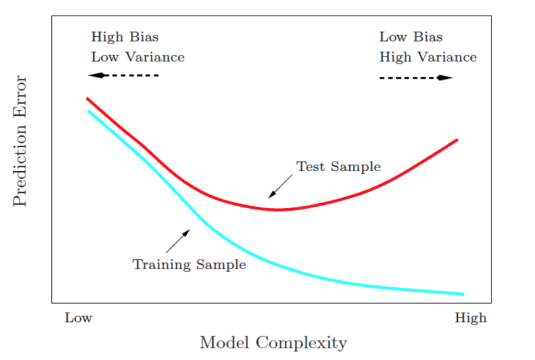 High Bias
Low Variance
Low Bias
High Variance
Prediction Error
Test Sample
Training Sample
Low
High
Model Complexity